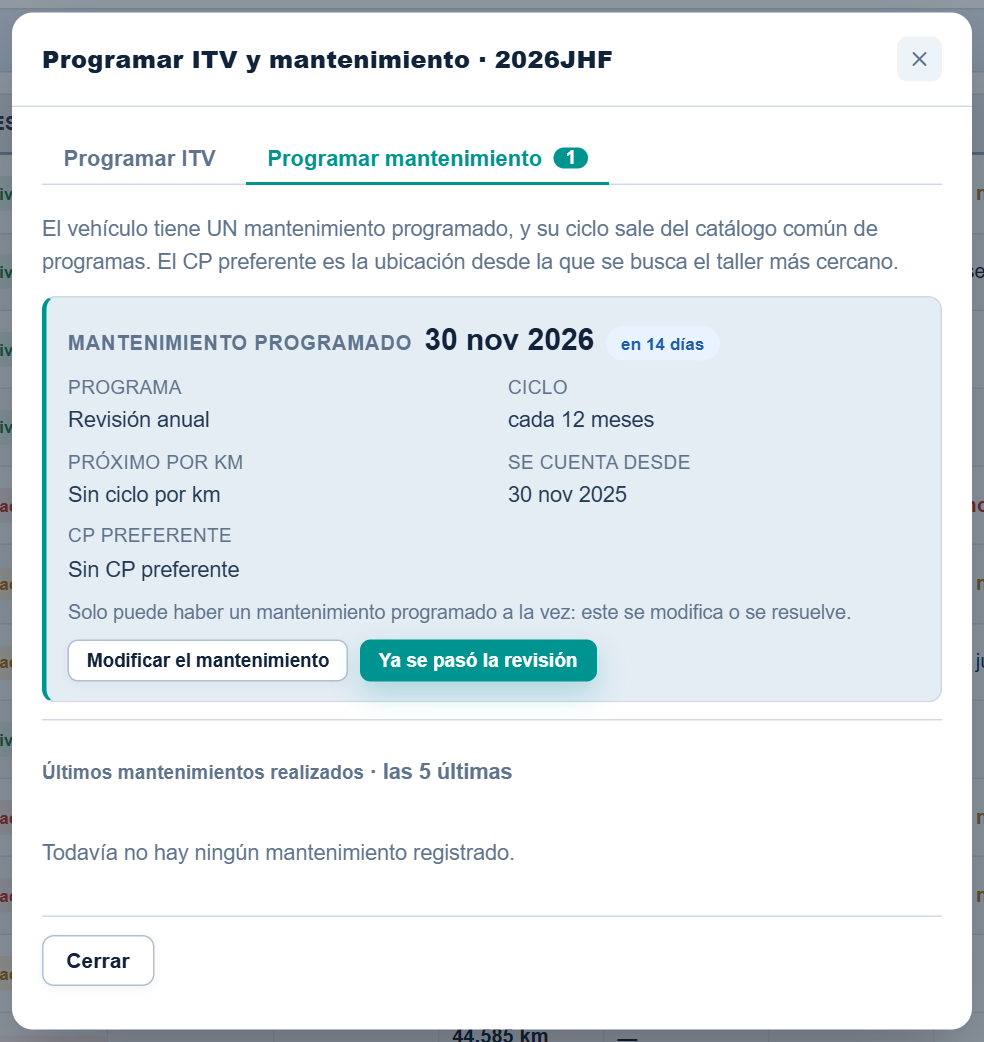 Programar ITV y mantenimiento · 2026JHF
Programar ITV
Programar mantenimiento 1
El vehículo tiene UN mantenimiento programado, y su ciclo sale del catálogo común de
programas. El CP preferente es la ubicación desde la que se busca el taller más cercano.
MANTENIMIENTO PROGRAMADO 30 nov 2026 en 14 días
PROGRAMA
Revisión anual
CICLO
cada 12 meses
PRÓXIMO POR KM
Sin ciclo por km
SE CUENTA DESDE
30 nov 2025
CP PREFERENTE
Sin CP preferente
Solo puede haber un mantenimiento programado a la vez: este se modifica o se resuelve.
Modificar el mantenimiento
Ya se pasó la revisión
Últimos mantenimientos realizados · las 5 últimas
Todavía no hay ningún mantenimiento registrado.
Cerrar
44.585 km —